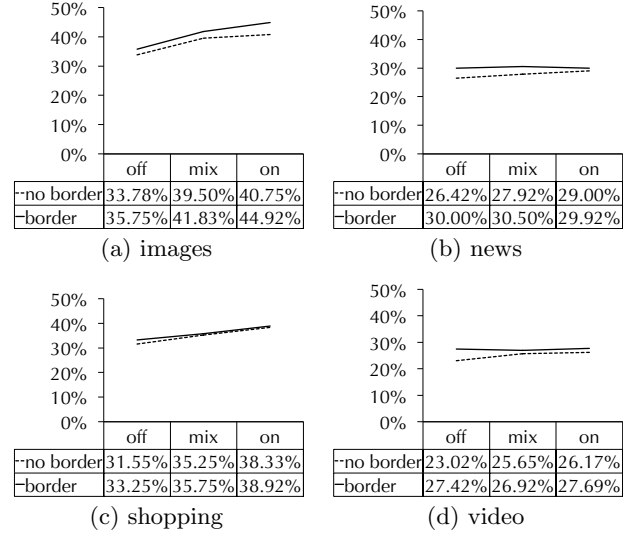 50%
40%
30%
20%
10%
0%
off mix on
no border 33.78% 39.50% 40.75%
border 35.75% 41.83% 44.92%
(a) images
50%
40%
30%
20%
10%
0%
off mix on
no border 26.42% 27.92% 29.00%
border 30.00% 30.50% 29.92%
(b) news
50%
40%
30%
20%
10%
0%
off mix on
no border 31.55% 35.25% 38.33%
border 33.25% 35.75% 38.92%
(c) shopping
50%
40%
30%
20%
10%
0%
off mix on
no border 23.02% 25.65% 26.17%
border 27.42% 26.92% 27.69%
(d) video